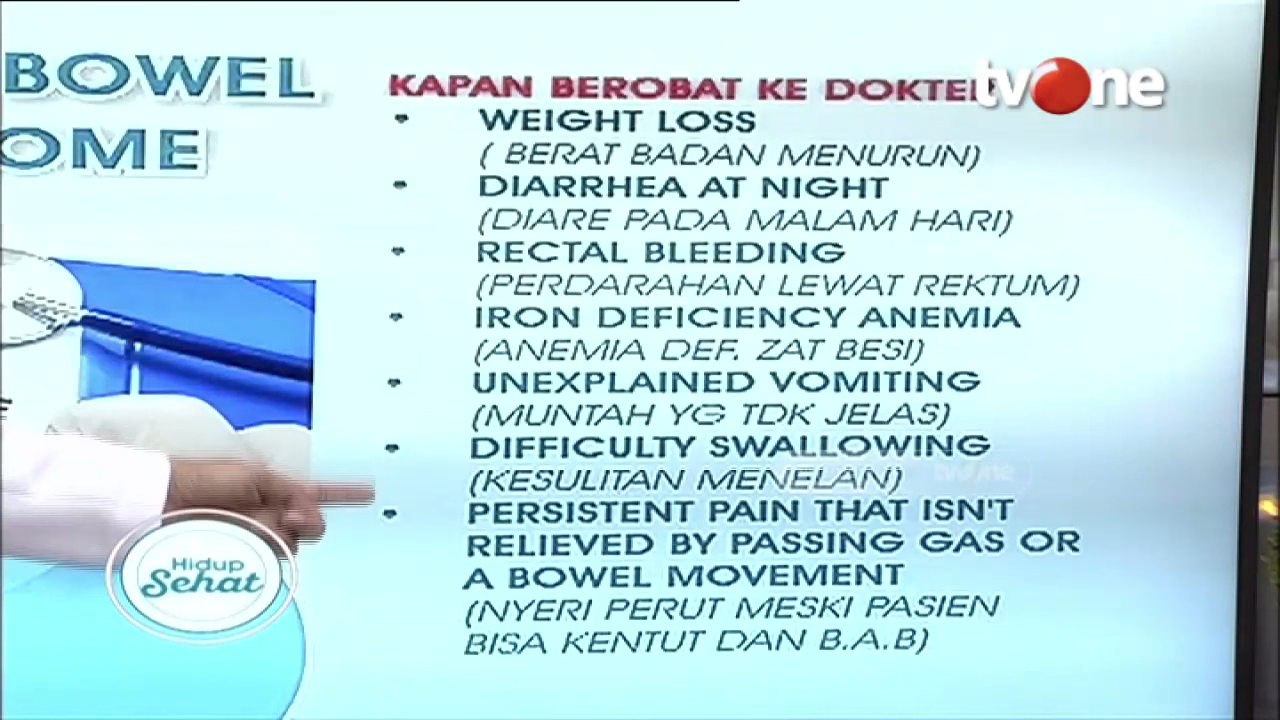 BOWEL
OME
KAPAN BEROBAT KE DOKTER
tvOne
• WEIGHT LOSS
( BERAT BADAN MENURUN)
• DIARRHEA AT NIGHT
(DIARE PADA MALAM HARI)
• RECTAL BLEEDING
(PERDARAHAN LEWAT REKTUM)
• IRON DEFICIENCY ANEMIA
(ANEMIA DEF. ZAT BESI)
• UNEXPLAINED VOMITING
(MUNTAH YG TDK JELAS)
• DIFFICULTY SWALLOWING
(KESULITAN MENELAN)
tvOne
• PERSISTENT PAIN THAT ISN'T
RELIEVED BY PASSING GAS OR
A BOWEL MOVEMENT
(NYERI PERUT MESKI PASIEN
BISA KENTUT DAN B.A.B)
Hidup
Sehat